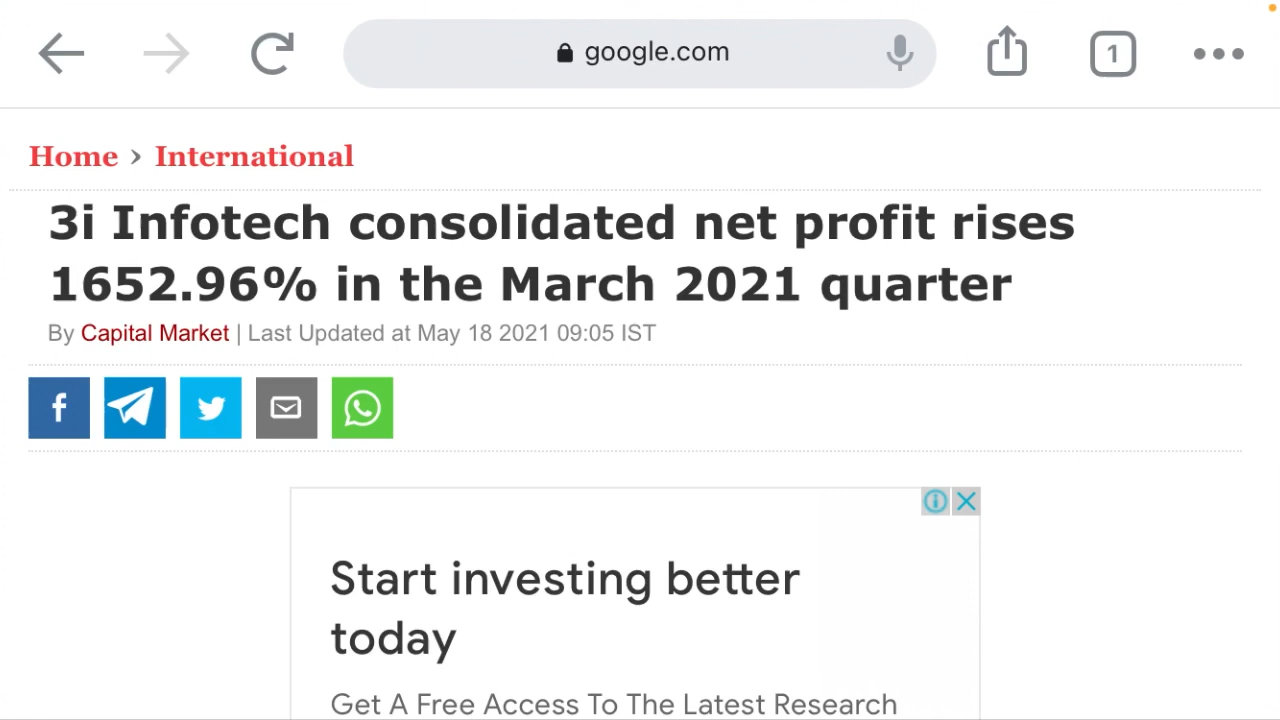 google.com
1
Home › International
3i Infotech consolidated net profit rises
1652.96% in the March 2021 quarter
By Capital Market | Last Updated at May 18 2021 09:05 IST
Start investing better
today
Get A Free Access To The Latest Research